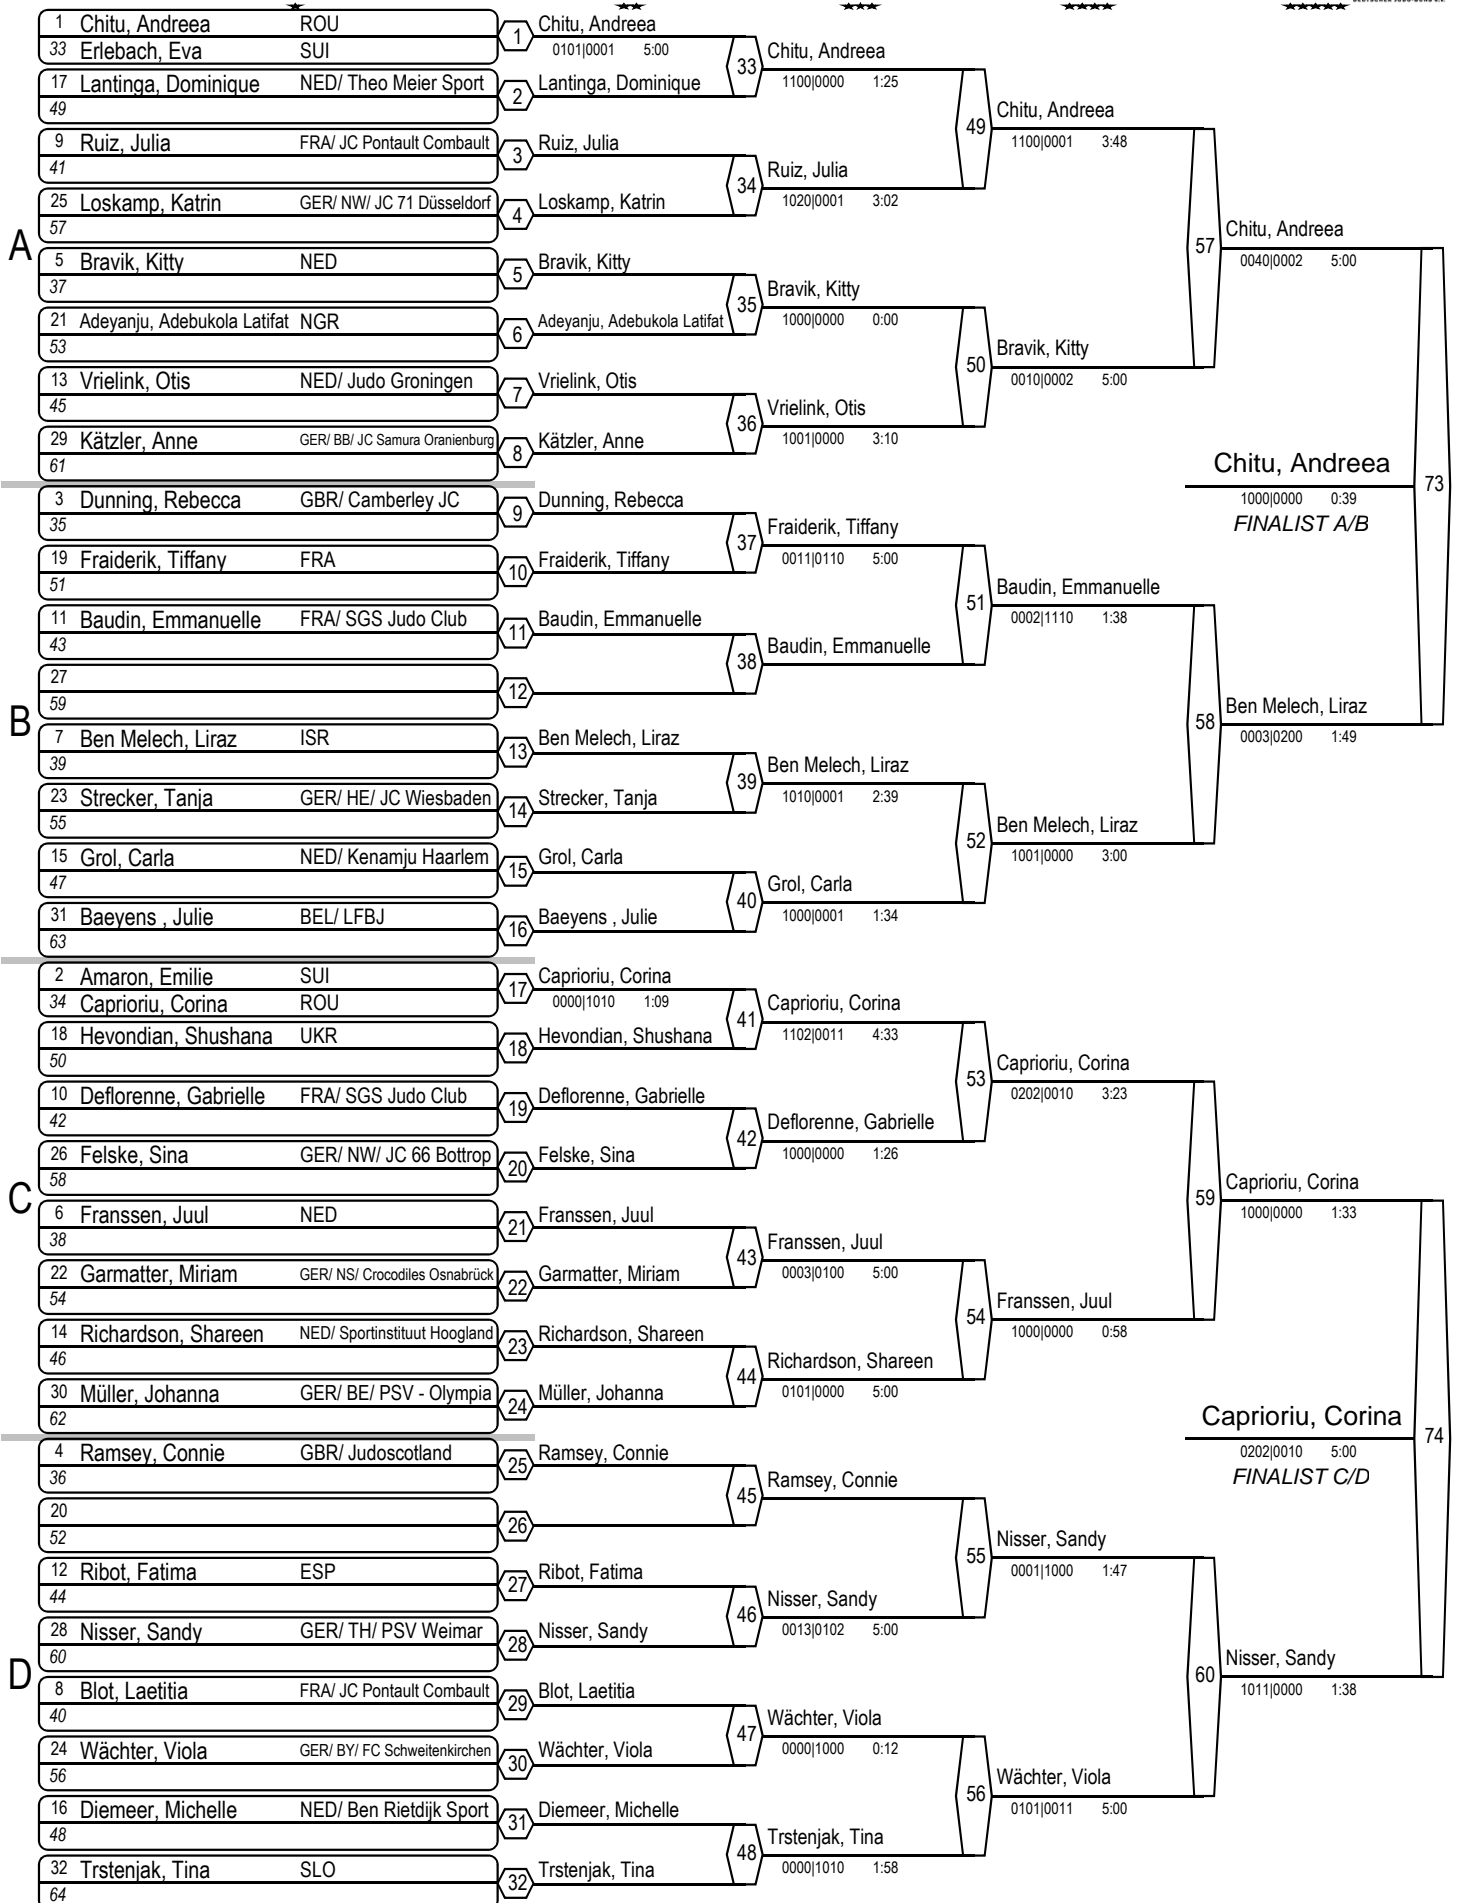 1 Chitu, Andreea ROU
33 Erlebach, Eva SUI
17 Lantinga, Dominique NED/ Theo Meier Sport
49
9 Ruiz, Julia FRA/ JC Pontault Combault
41
25 Loskamp, Katrin GER/ NW/ JC 71 Düsseldorf
57
A
5 Bravik, Kitty NED
37
21 Adeyanju, Adebukola Latifat NGR
53
13 Vrielink, Otis NED/ Judo Groningen
45
29 Kätzler, Anne GER/ BB/ JC Samura Oranienburg
61
3 Dunning, Rebecca GBR/ Camberley JC
35
19 Fraiderik, Tiffany FRA
51
11 Baudin, Emmanuelle FRA/ SGS Judo Club
43
27
59
B
7 Ben Melech, Liraz ISR
39
23 Strecker, Tanja GER/ HE/ JC Wiesbaden
55
15 Grol, Carla NED/ Kenamju Haarlem
47
31 Baeyens , Julie BEL/ LFBJ
63
2 Amaron, Emilie SUI
34 Caprioriu, Corina ROU
18 Hevondian, Shushana UKR
50
10 Deflorenne, Gabrielle FRA/ SGS Judo Club
42
26 Felske, Sina GER/ NW/ JC 66 Bottrop
58
C
6 Franssen, Juul NED
38
22 Garmatter, Miriam GER/ NS/ Crocodiles Osnabrück
54
14 Richardson, Shareen NED/ Sportinstituut Hoogland
46
30 Müller, Johanna GER/ BE/ PSV - Olympia
62
4 Ramsey, Connie GBR/ Judoscotland
36
20
52
12 Ribot, Fatima ESP
44
28 Nisser, Sandy GER/ TH/ PSV Weimar
60
D
8 Blot, Laetitia FRA/ JC Pontault Combault
40
24 Wächter, Viola GER/ BY/ FC Schweitenkirchen
56
16 Diemeer, Michelle NED/ Ben Rietdijk Sport
48
32 Trstenjak, Tina SLO
64
1 Chitu, Andreea
0101|0001 5:00
2 Lantinga, Dominique
3 Ruiz, Julia
4 Loskamp, Katrin
5 Bravik, Kitty
6 Adeyanju, Adebukola Latifat
7 Vrielink, Otis
8 Kätzler, Anne
9 Dunning, Rebecca
10 Fraiderik, Tiffany
11 Baudin, Emmanuelle
12
13 Ben Melech, Liraz
14 Strecker, Tanja
15 Grol, Carla
16 Baeyens , Julie
17 Caprioriu, Corina
0000|1010 1:09
18 Hevondian, Shushana
19 Deflorenne, Gabrielle
20 Felske, Sina
21 Franssen, Juul
22 Garmatter, Miriam
23 Richardson, Shareen
24 Müller, Johanna
25 Ramsey, Connie
26
27 Ribot, Fatima
28 Nisser, Sandy
29 Blot, Laetitia
30 Wächter, Viola
31 Diemeer, Michelle
32 Trstenjak, Tina
33 Chitu, Andreea
1100|0000 1:25
34 Ruiz, Julia
1020|0001 3:02
35 Bravik, Kitty
1000|0000 0:00
36 Vrielink, Otis
1001|0000 3:10
37 Fraiderik, Tiffany
0011|0110 5:00
38 Baudin, Emmanuelle
39 Ben Melech, Liraz
1010|0001 2:39
40 Grol, Carla
1000|0001 1:34
41 Caprioriu, Corina
1102|0011 4:33
42 Deflorenne, Gabrielle
1000|0000 1:26
43 Franssen, Juul
0003|0100 5:00
44 Richardson, Shareen
0101|0000 5:00
45 Ramsey, Connie
46 Nisser, Sandy
0013|0102 5:00
47 Wächter, Viola
0000|1000 0:12
48 Trstenjak, Tina
0000|1010 1:58
49 Chitu, Andreea
1100|0001 3:48
50 Bravik, Kitty
0010|0002 5:00
51 Baudin, Emmanuelle
0002|1110 1:38
52 Ben Melech, Liraz
1001|0000 3:00
53 Caprioriu, Corina
0202|0010 3:23
54 Franssen, Juul
1000|0000 0:58
55 Nisser, Sandy
0001|1000 1:47
56 Wächter, Viola
0101|0011 5:00
57 Chitu, Andreea
0040|0002 5:00
58 Ben Melech, Liraz
0003|0200 1:49
59 Caprioriu, Corina
1000|0000 1:33
60 Nisser, Sandy
1011|0000 1:38
Chitu, Andreea 73
1000|0000 0:39
FINALIST A/B
Caprioriu, Corina 74
0202|0010 5:00
FINALIST C/D